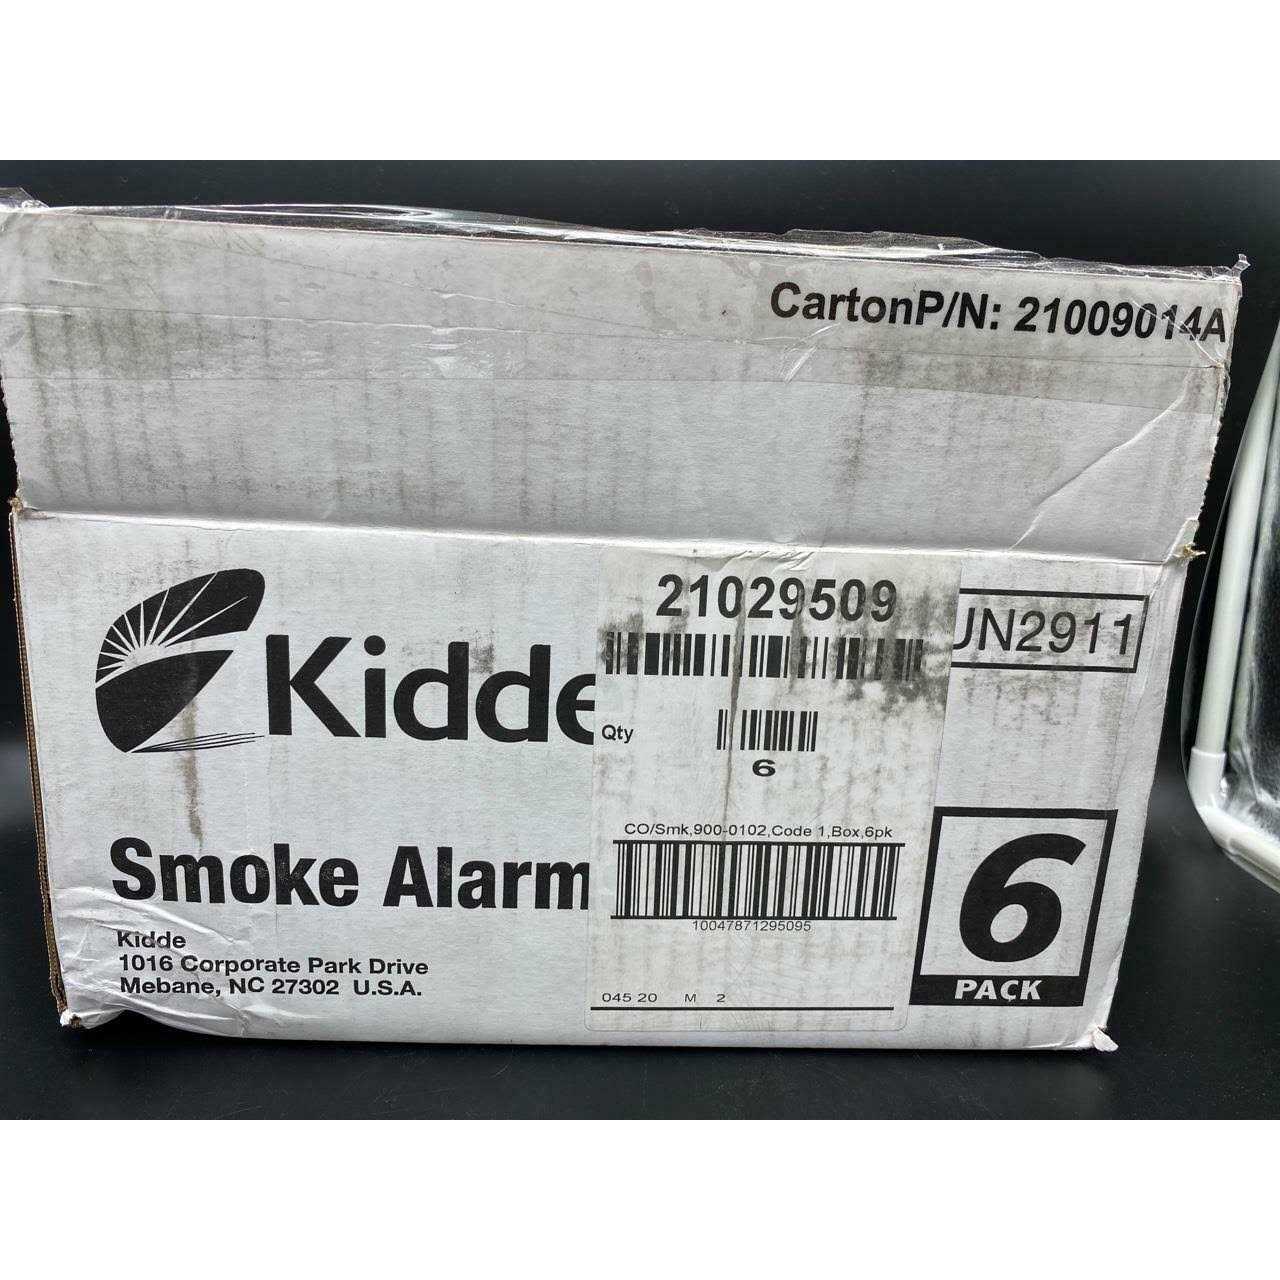 CartonP/N: 21009014A
Kidde
Smoke Alarm
Kidde
1016 Corporate Park Drive
Mebane, NC 27302 U.S.A.
21029509
Qty
6
CO/Smk,900-0102,Code 1,Box,6pk
10047871295095
045 20 M 2
UN2911
6
PACK